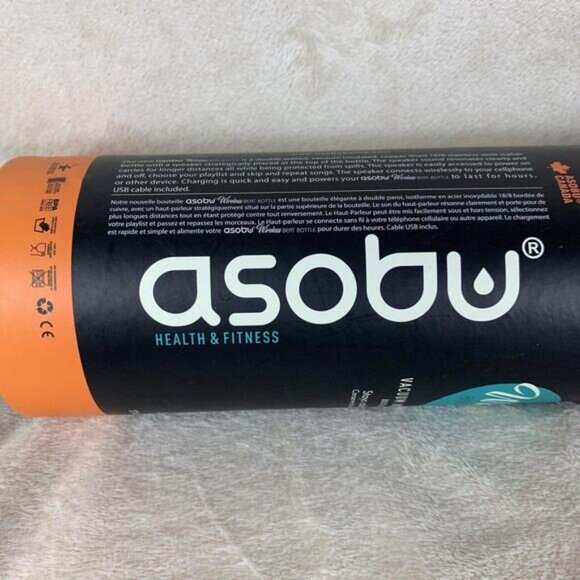 Our new asobu Wireless BEAT BOTTLE is a double walled, vacuum insulated, copper lined 18/8 stainless steel stylish
bottle with a speaker strategically placed at the top of the bottle. The speaker sound resonates clearly and
carries for longer distances all while being protected from spills. The speaker is easily accessed to power on
and off, choose your playlist and skip and repeat songs. The speaker connects wirelessly to your cellphone
or other device. Charging is quick and easy and powers your asobu Wireless BEAT BOTTLE to last for hours.
USB cable included.
Notre nouvelle bouteille asobu Wireless BEAT BOTTLE est une bouteille élégante à double paroi, isotherme en acier inoxydable 18/8 bordée de
cuivre, avec un haut-parleur stratégiquement situé sur la partie supérieure de la bouteille. Le son du haut-parleur résonne clairement et porte pour de
plus longues distances tout en étant protégé contre tout renversement. Le Haut-Parleur peut être mis facilement sous et hors tension, sélectionnez
votre playlist et passez et repassez les morceaux. Le Haut-Parleur se connecte sans fil à votre téléphone cellulaire ou autre appareil. Le chargement
est rapide et simple et alimente votre asobu Wireless BEAT BOTTLE pour durer des heures. Cable USB inclus.
asobu®
HEALTH & FITNESS
CANADA
CE